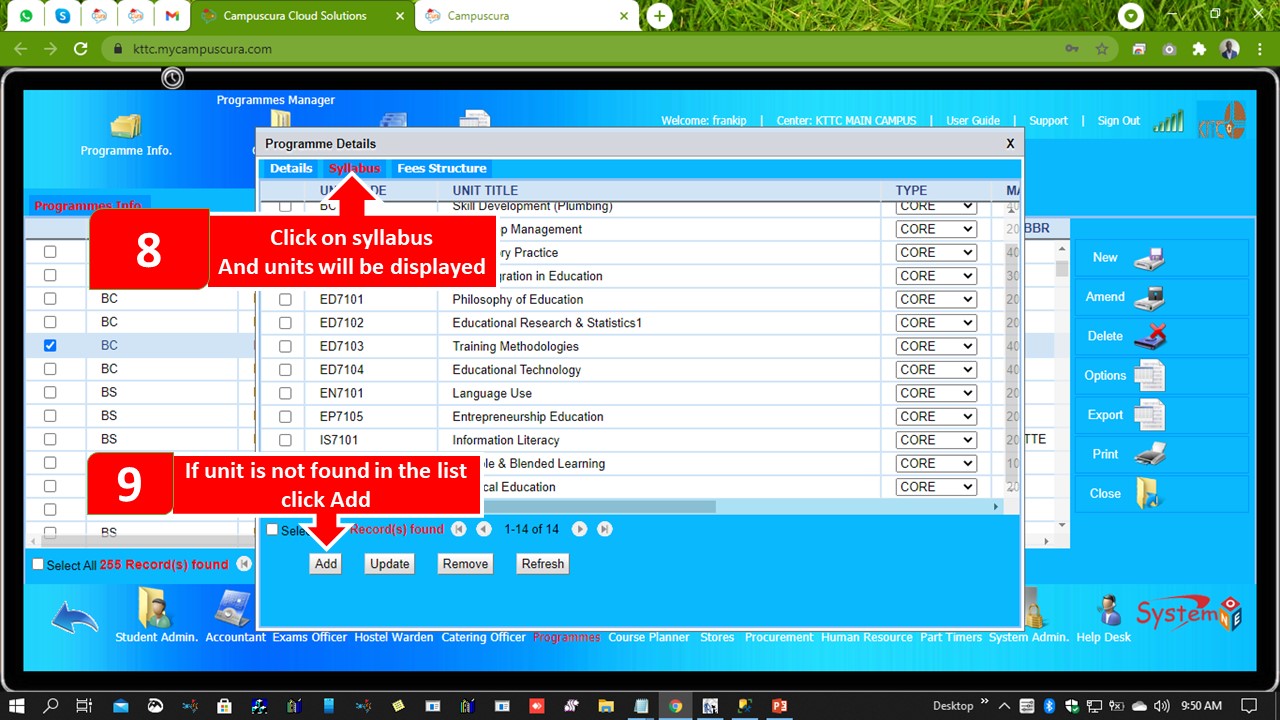 Campuscura Cloud Solutions
Campuscura
kttc.mycampuscura.com
Programmes Manager
Programme Info.
Welcome: frankip | Center: KTTC MAIN CAMPUS | User Guide | Support | Sign Out
KTTC
Programme Details
X
Details Syllabus Fees Structure
UNIT TITLE TYPE
Programmes Info
BBR
BC Skill Development (Plumbing) CORE 40
p Management CORE 20
ry Practice CORE 40
gration in Education CORE 30
8
Click on syllabus
And units will be displayed
BC ED7101 Philosophy of Education CORE 20
BC ED7102 Educational Research & Statistics1 CORE 20
BC ED7103 Training Methodologies CORE 40
BC ED7104 Educational Technology CORE 40
BS EN7101 Language Use CORE 20
BS EP7105 Entrepreneurship Education CORE 20
BS IS7101 Information Literacy CORE 20
TTE
le & Blended Learning CORE 10
cal Education CORE 20
BS
9
If unit is not found in the list
click Add
New
Amend
Delete
Options
Export
Print
Close
Record(s) found 1-14 of 14
Add Update Remove Refresh
Select All 255 Record(s) found
Student Admin. Accountant Exams Officer Hostel Warden Catering Officer Programmes Course Planner Stores Procurement Human Resource Part Timers System Admin. Help Desk
System ONE
Desktop
9:50 AM